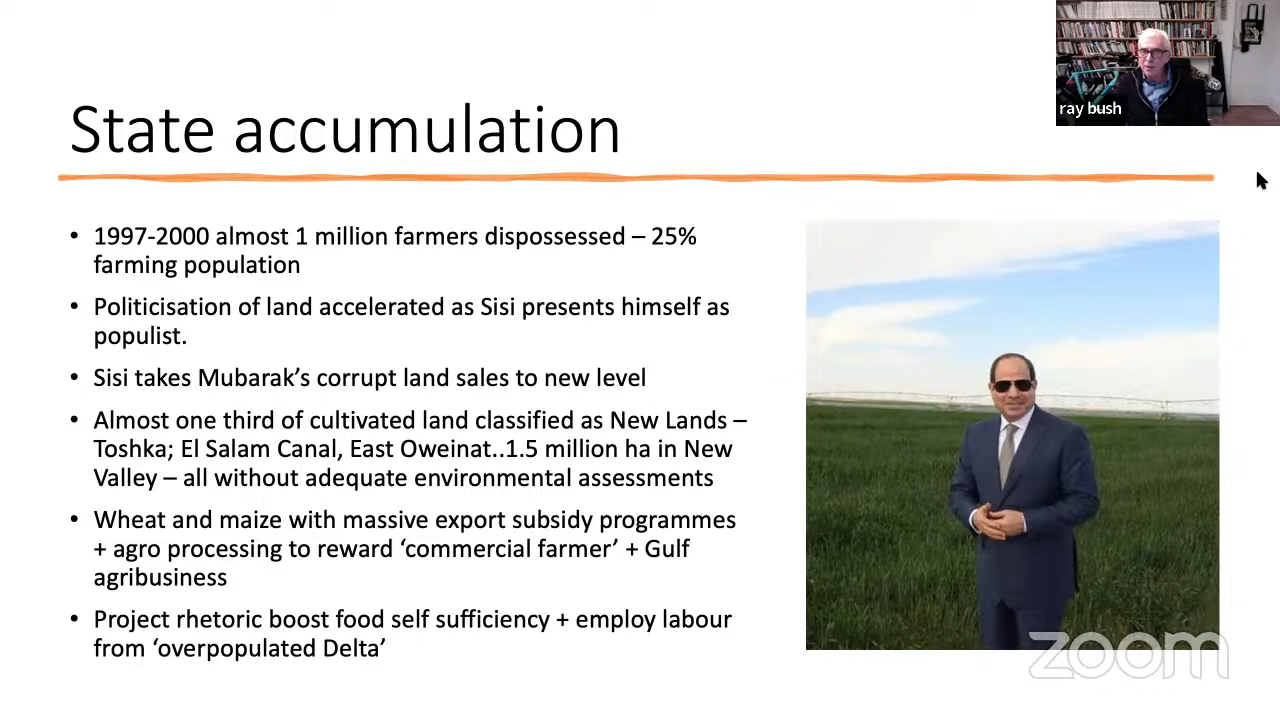 ray bush
State accumulation
• 1997-2000 almost 1 million farmers dispossessed – 25%
farming population
• Politicisation of land accelerated as Sisi presents himself as
populist.
• Sisi takes Mubarak’s corrupt land sales to new level
• Almost one third of cultivated land classified as New Lands –
Toshka; El Salam Canal, East Oweinat..1.5 million ha in New
Valley – all without adequate environmental assessments
• Wheat and maize with massive export subsidy programmes
+ agro processing to reward ‘commercial farmer’ + Gulf
agribusiness
• Project rhetoric boost food self sufficiency + employ labour
from ‘overpopulated Delta’
zoom